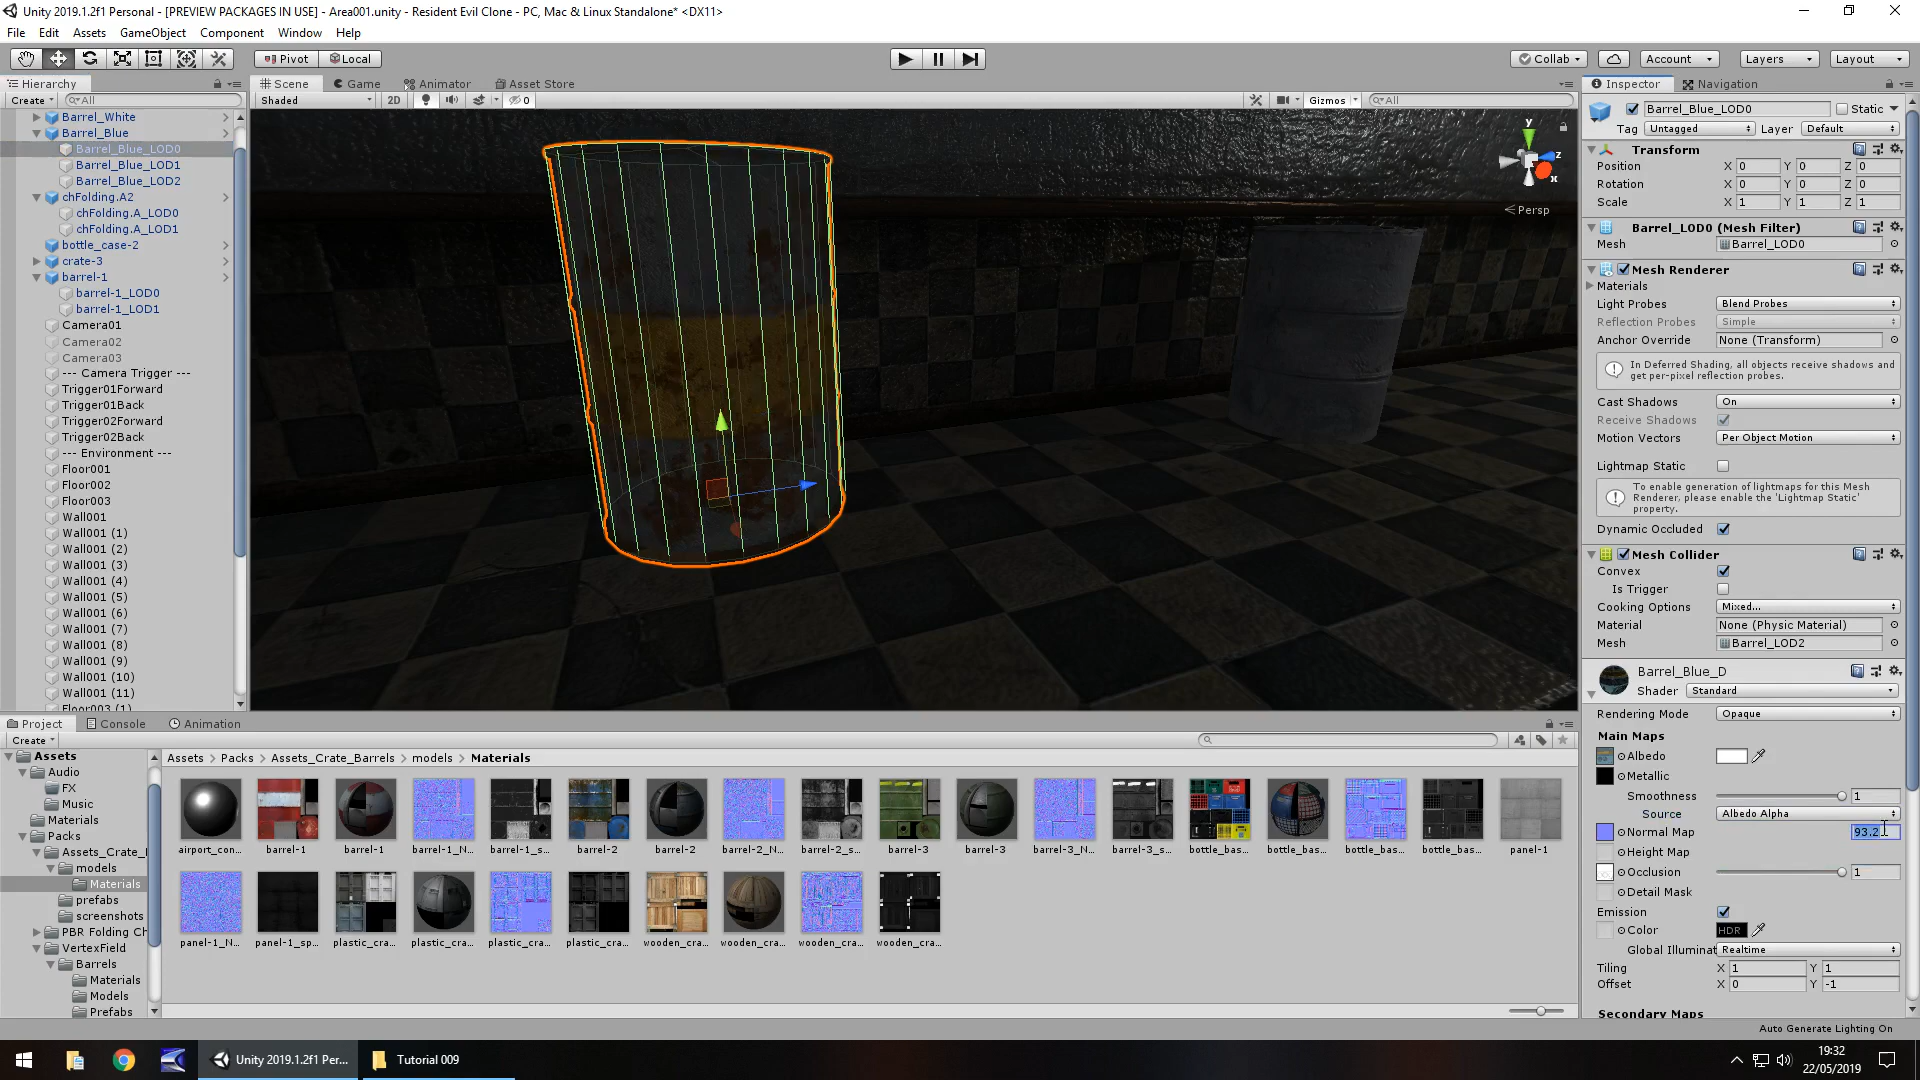 Unity 2019.1.2f1 Personal - [PREVIEW PACKAGES IN USE] - Area001.unity - Resident Evil Clone - PC, Mac & Linux Standalone* <DX11>
File Edit Assets GameObject Component Window Help
Pivot Local Collab Account Layers Layout
Hierarchy
Create All
Barrel_White
Barrel_Blue
Barrel_Blue_LOD0
Barrel_Blue_LOD1
Barrel_Blue_LOD2
chFolding.A2
chFolding.A_LOD0
chFolding.A_LOD1
bottle_case-2
crate-3
barrel-1
barrel-1_LOD0
barrel-1_LOD1
Camera01
Camera02
Camera03
--- Camera Trigger ---
Trigger01Forward
Trigger01Back
Trigger02Forward
Trigger02Back
--- Environment ---
Floor001
Floor002
Floor003
Wall001
Wall001 (1)
Wall001 (2)
Wall001 (3)
Wall001 (4)
Wall001 (5)
Wall001 (6)
Wall001 (7)
Wall001 (8)
Wall001 (9)
Wall001 (10)
Wall001 (11)
Floor003 (1)
Scene Game Animator Asset Store
Shaded 2D 0 Gizmos All
y
z
x
Persp
Inspector Navigation
Barrel_Blue_LOD0 Static
Tag Untagged Layer Default
Transform
Position X 0 Y 0 Z 0
Rotation X 0 Y 0 Z 0
Scale X 1 Y 1 Z 1
Barrel_LOD0 (Mesh Filter)
Mesh Barrel_LOD0
Mesh Renderer
Materials
Light Probes Blend Probes
Reflection Probes Simple
Anchor Override None (Transform)
In Deferred Shading, all objects receive shadows and
get per-pixel reflection probes.
Cast Shadows On
Receive Shadows
Motion Vectors Per Object Motion
Lightmap Static
To enable generation of lightmaps for this Mesh
Renderer, please enable the 'Lightmap Static'
property.
Dynamic Occluded
Mesh Collider
Convex
Is Trigger
Cooking Options Mixed...
Material None (Physic Material)
Mesh Barrel_LOD2
Barrel_Blue_D
Shader Standard
Rendering Mode Opaque
Main Maps
Albedo
Metallic
Smoothness 1
Source Albedo Alpha
Normal Map 93.2
Height Map
Occlusion 1
Detail Mask
Emission
Color HDR
Global Illuminat Realtime
Tiling X 1 Y 1
Offset X 0 Y -1
Secondary Maps
Auto Generate Lighting On
Project Console Animation
Create
Assets
Audio
FX
Music
Materials
Packs
Assets_Crate_
models
Materials
prefabs
screenshots
PBR Folding Ch
VertexField
Barrels
Materials
Models
Prefabs
Assets > Packs > Assets_Crate_Barrels > models > Materials
airport_con... barrel-1 barrel-1 barrel-1_N... barrel-1_s... barrel-2 barrel-2 barrel-2_N... barrel-2_s... barrel-3 barrel-3 barrel-3_N... barrel-3_s... bottle_bas... bottle_bas... bottle_bas... bottle_bas... panel-1
panel-1_N... panel-1_sp... plastic_cra... plastic_cra... plastic_cra... plastic_cra... wooden_cra... wooden_cra... wooden_cra... wooden_cra...
Unity 2019.1.2f1 Per... Tutorial 009
19:32
22/05/2019